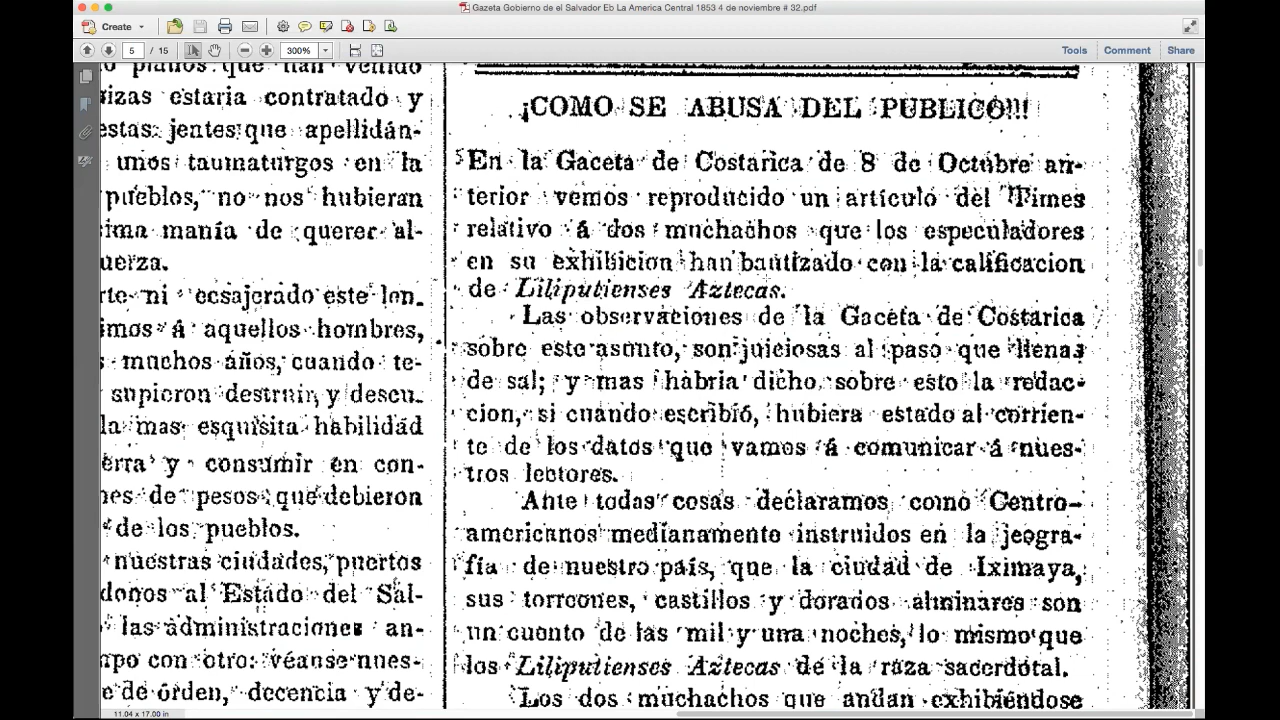 Gazeta Gobierno de el Salvador Eb La America Central 1853 4 de noviembre # 32.pdf
Create
5 / 15
300%
Tools Comment Share
planos que han venido
izas estaria contratado y
estas: jentes que apellidán-
unos taumaturgos en la
pueblos, no nos hubieran
ima manía de querer al-
uerza.
rte ni ecsajerado este len.
imos á aquellos hombres,
muchos años, cuando te-
supieron destruir, y descu.
la mas esquisita habilidad
erra y consumir en con-
nes de pesos que debieron
de los pueblos.
nuestras ciudades, puertos
donos al Estado del Sal-
las administraciones an-
mpo con otro: véanse nues-
e de órden, decencia y de-
¡COMO SE ABUSA DEL PUBLICO!!!
En la Gaceta de Costarica de 8 de Octubre an-
terior vemos reproducido un artículo del Times
relativo á dos muchachos que los especuladores
en su exhibicion han bautizado con la calificacion
de Liliputienses Aztecas.
Las observaciones de la Gaceta de Costarica
sobre este asunto, son juiciosas al paso que llenas
de sal; y mas habria dicho sobre esto la redac-
cion, si cuando escribió, hubiera estado al corrien-
te de los datos que vamos á comunicar á nues-
tros lectores.
Ante todas cosas declaramos como Centro-
americanos medianamente instruidos en la jeogra-
fía de nuestro país, que la ciudad de Iximaya,
sus torreones, castillos y dorados alminares son
un cuento de las mil y una noches, lo mismo que
los Liliputienses Aztecas de la raza sacerdotal.
Los dos muchachos que andan exhibiéndose
11.04 x 17.00 in